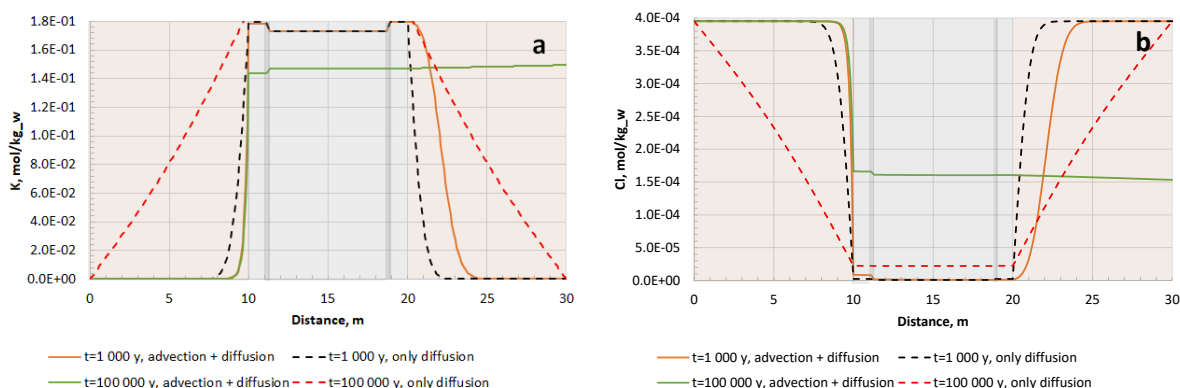 a
K, mol/kg_w
1.8E-01
1.6E-01
1.4E-01
1.2E-01
1.0E-01
8.0E-02
6.0E-02
4.0E-02
2.0E-02
0.0E+00
0 5 10 15 20 25 30
Distance, m
t=1 000 y, advection + diffusion
t=1 000 y, only diffusion
t=100 000 y, advection + diffusion
t=100 000 y, only diffusion
b
Cl, mol/kg_w
4.0E-04
3.5E-04
3.0E-04
2.5E-04
2.0E-04
1.5E-04
1.0E-04
5.0E-05
0.0E+00
0 5 10 15 20 25 30
Distance, m
t=1 000 y, advection + diffusion
t=1 000 y, only diffusion
t=100 000 y, advection + diffusion
t=100 000 y, only diffusion